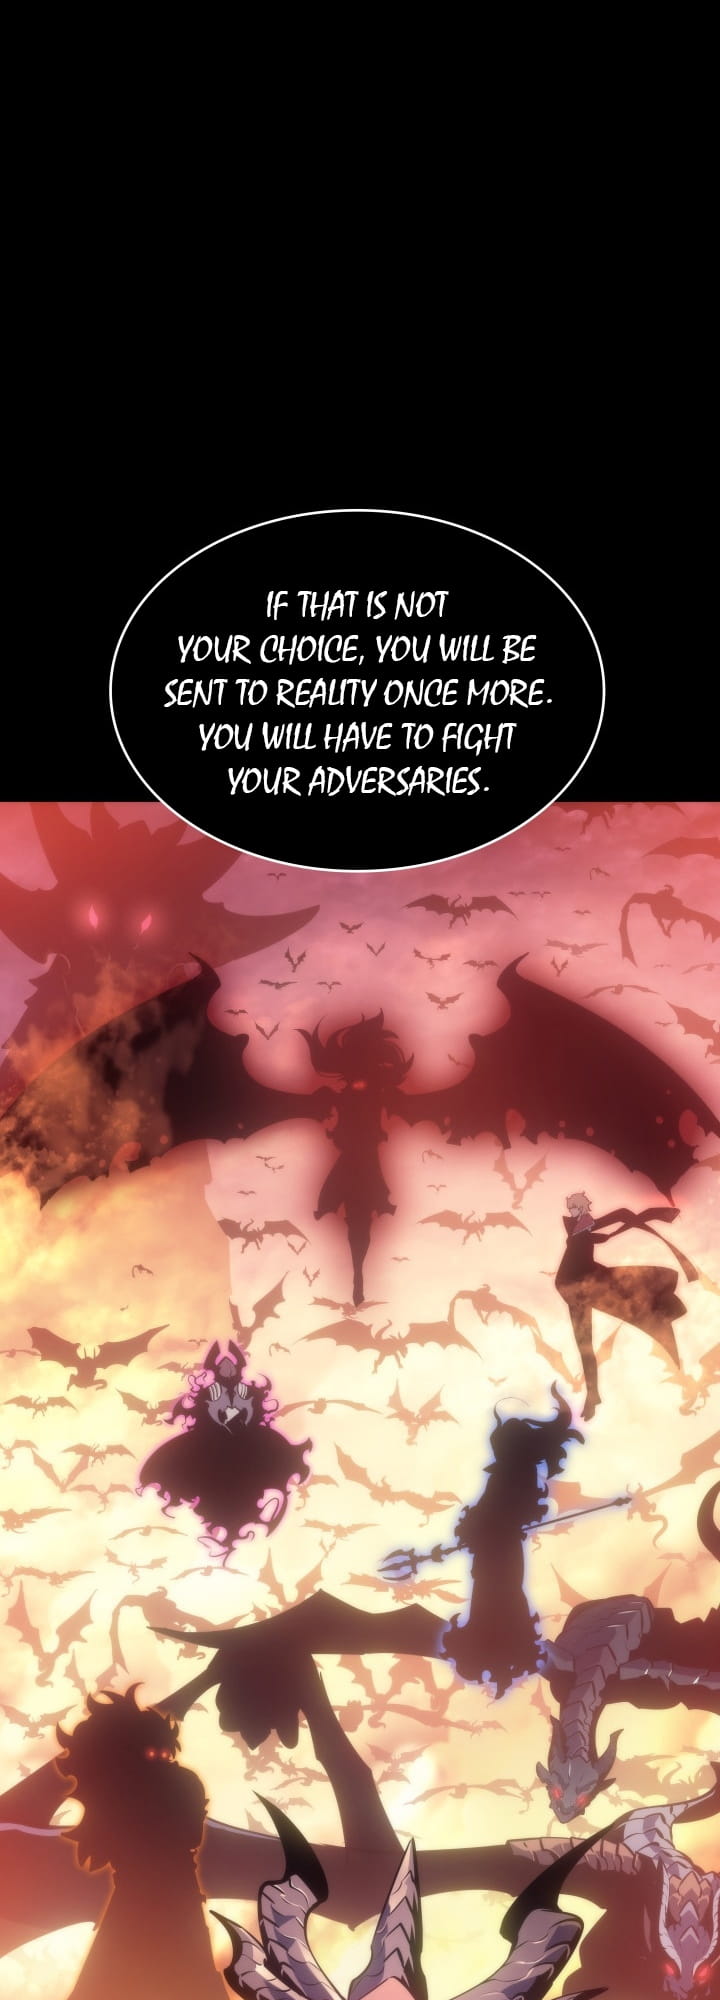 IF THAT IS NOT
YOUR CHOICE, YOU WILL BE
SENT TO REALITY ONCE MORE.
YOU WILL HAVE TO FIGHT
YOUR ADVERSARIES.